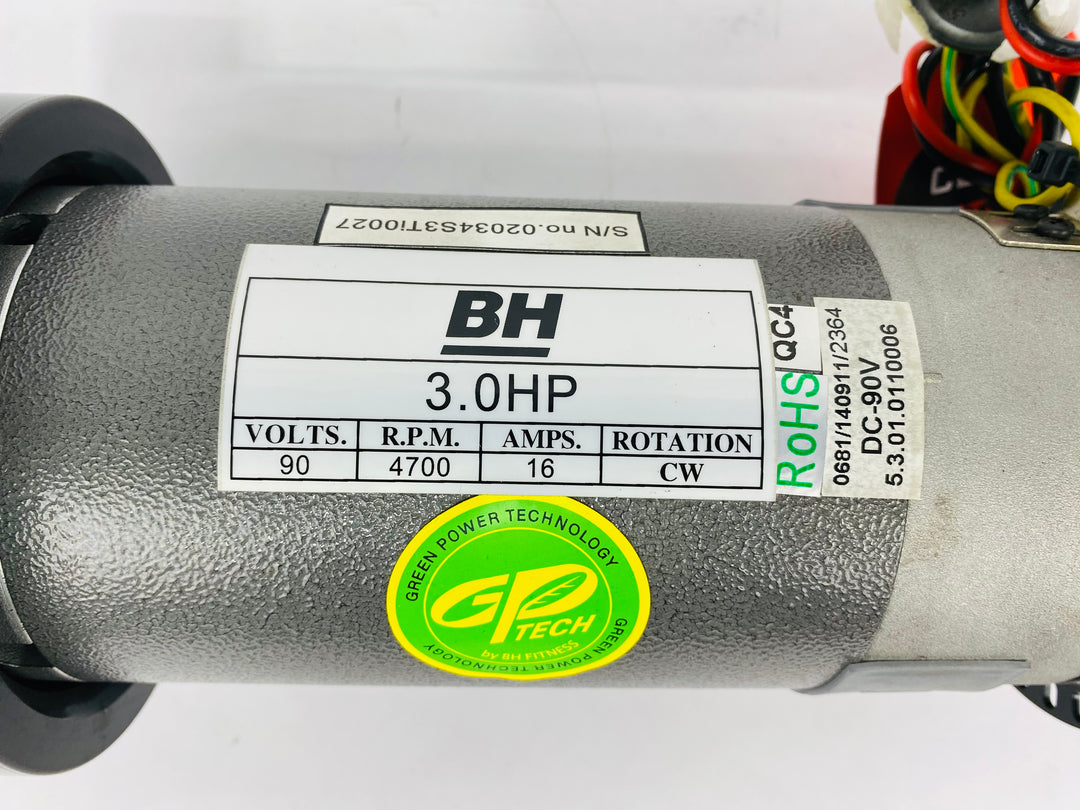 S/N no.02034S3Ti0027
BH
3.0HP
VOLTS. R.P.M. AMPS. ROTATION
90 4700 16 CW
QC4
RoHS
0681/140911/2364
DC-90V
5.3.01.0110006
GREEN POWER TECHNOLOGY
GP
TECH
by BH FITNESS
GREEN POWER TECHNOLOGY